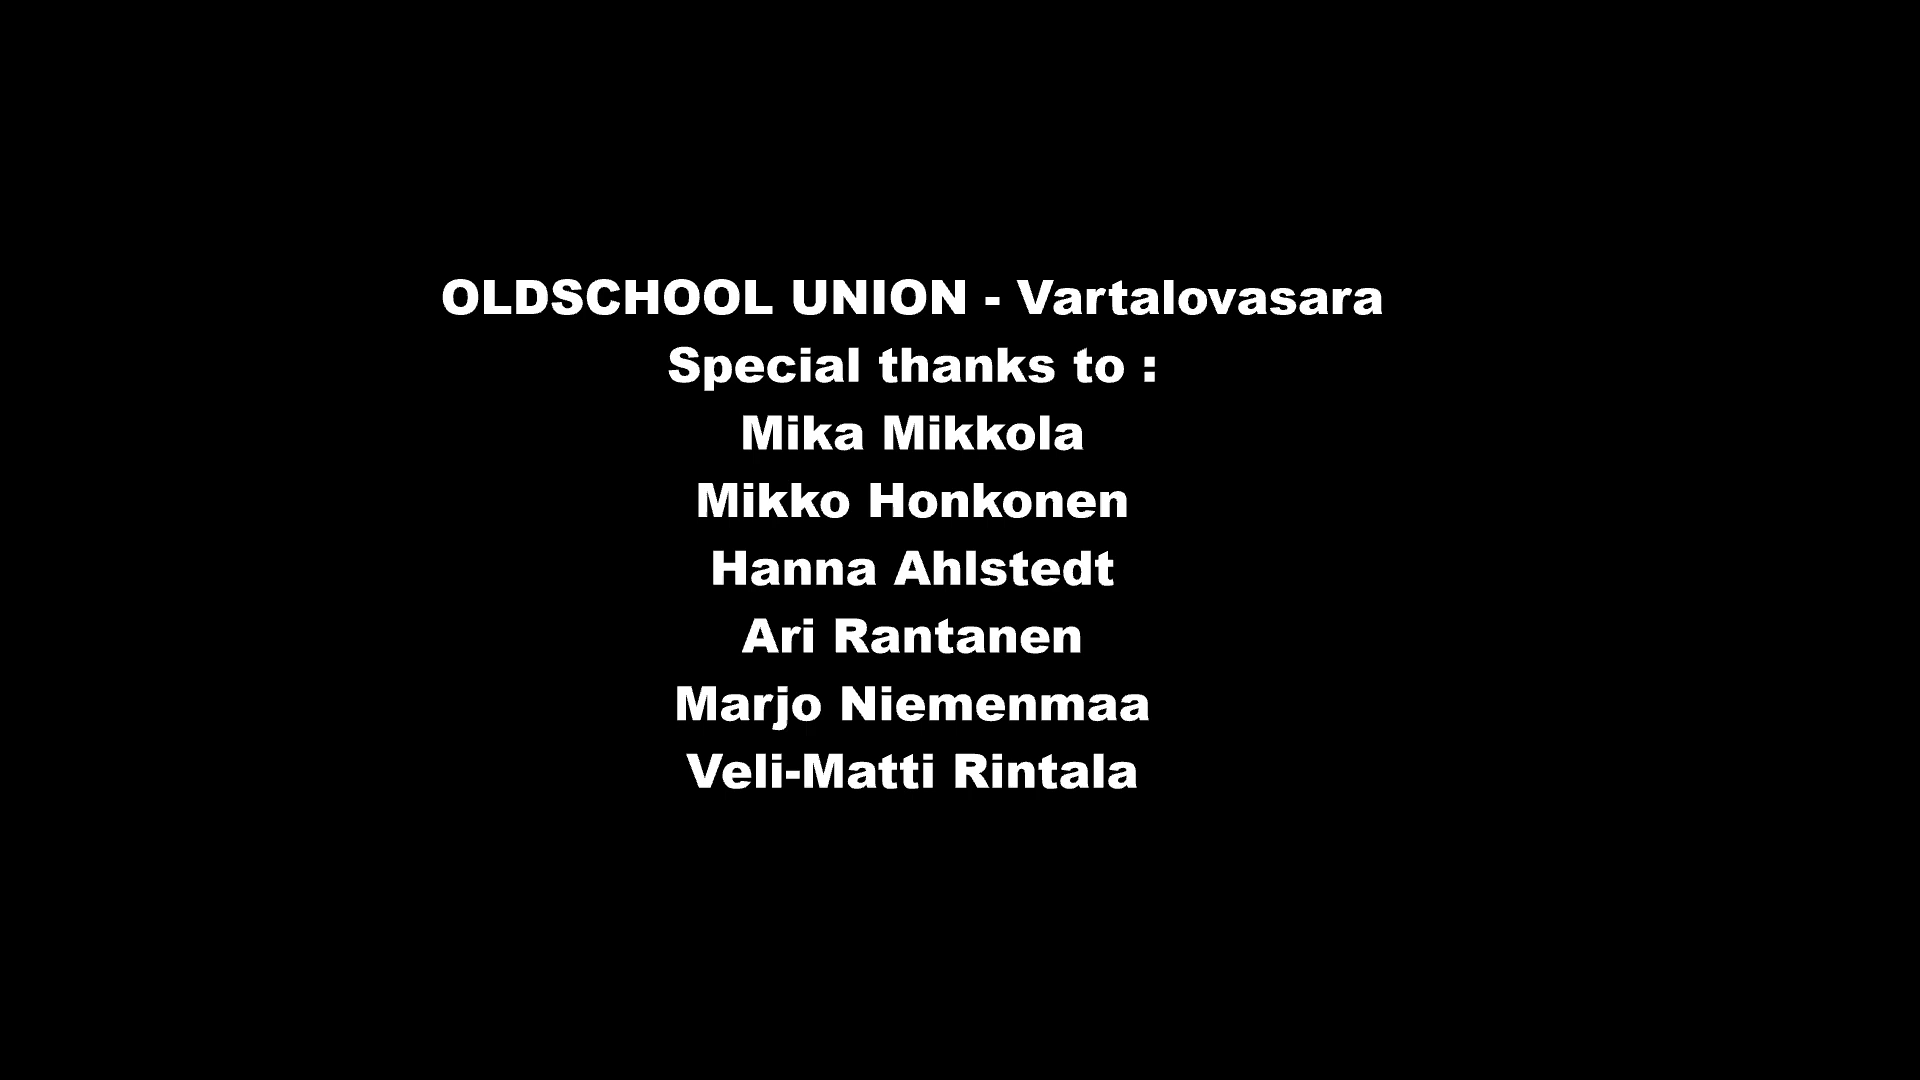 OLDSCHOOL UNION - Vartalovasara
Special thanks to :
Mika Mikkola
Mikko Honkonen
Hanna Ahlstedt
Ari Rantanen
Marjo Niemenmaa
Veli-Matti Rintala